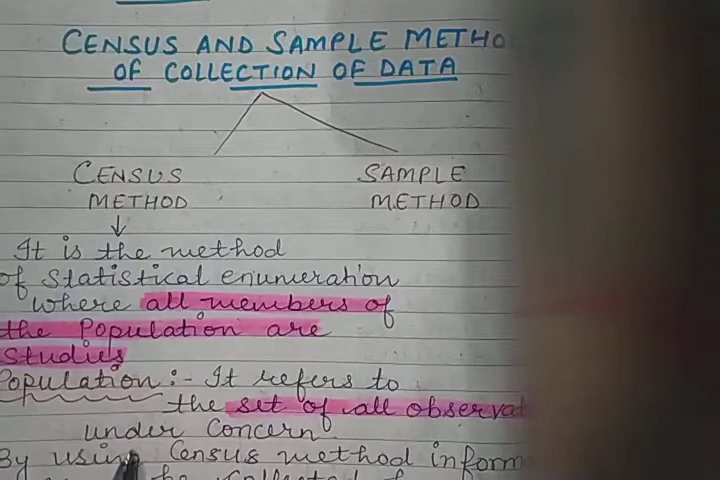 CENSUS AND SAMPLE METHO
OF COLLECTION OF DATA
CENSUS METHOD
SAMPLE METHOD
It is the method
of Statistical enumeration
where all members of
the Population are
Studies
Population :- It refers to
the set of all observat
under concern.
By using Census method inform
be collected